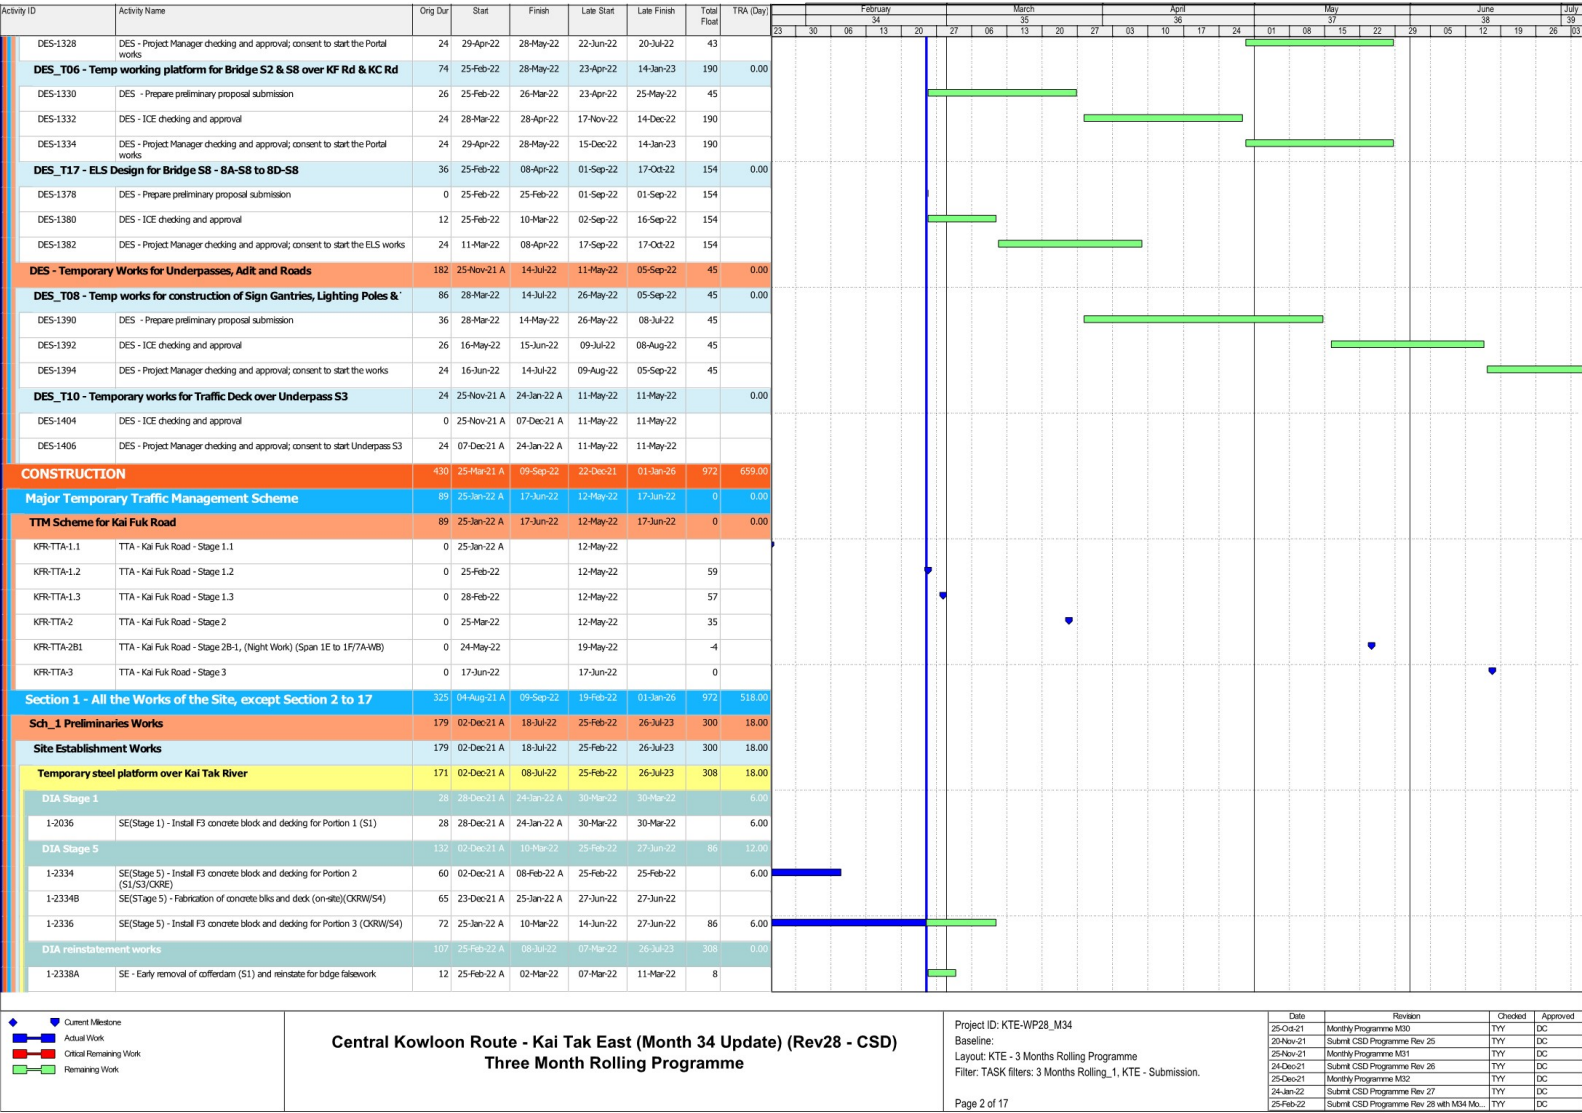 Activity ID Activity Name Orig Dur Start Finish Late Start Late Finish Total Float TRA (Day) February March April May June July
34 35 36 37 38 39
23 30 06 13 20 27 06 13 20 27 03 10 17 24 01 08 15 22 29 05 12 19 26 03
DES-1328 DES - Project Manager checking and approval; consent to start the Portal works 24 29-Apr-22 28-May-22 22-Jun-22 20-Jul-22 43
DES_T06 - Temp working platform for Bridge S2 & S8 over KF Rd & KC Rd 74 25-Feb-22 28-May-22 23-Apr-22 14-Jan-23 190 0.00
DES-1330 DES - Prepare preliminary proposal submission 26 25-Feb-22 26-Mar-22 23-Apr-22 25-May-22 45
DES-1332 DES - ICE checking and approval 24 28-Mar-22 28-Apr-22 17-Nov-22 14-Dec-22 190
DES-1334 DES - Project Manager checking and approval; consent to start the Portal works 24 29-Apr-22 28-May-22 15-Dec-22 14-Jan-23 190
DES_T17 - ELS Design for Bridge S8 - 8A-S8 to 8D-S8 36 25-Feb-22 08-Apr-22 01-Sep-22 17-Oct-22 154 0.00
DES-1378 DES - Prepare preliminary proposal submission 0 25-Feb-22 25-Feb-22 01-Sep-22 01-Sep-22 154
DES-1380 DES - ICE checking and approval 12 25-Feb-22 10-Mar-22 02-Sep-22 16-Sep-22 154
DES-1382 DES - Project Manager checking and approval; consent to start the ELS works 24 11-Mar-22 08-Apr-22 17-Sep-22 17-Oct-22 154
DES - Temporary Works for Underpasses, Adit and Roads 182 25-Nov-21 A 14-Jul-22 11-May-22 05-Sep-22 45 0.00
DES_T08 - Temp works for construction of Sign Gantries, Lighting Poles & 86 28-Mar-22 14-Jul-22 26-May-22 05-Sep-22 45 0.00
DES-1390 DES - Prepare preliminary proposal submission 36 28-Mar-22 14-May-22 26-May-22 08-Jul-22 45
DES-1392 DES - ICE checking and approval 26 16-May-22 15-Jun-22 09-Jul-22 08-Aug-22 45
DES-1394 DES - Project Manager checking and approval; consent to start the works 24 16-Jun-22 14-Jul-22 09-Aug-22 05-Sep-22 45
DES_T10 - Temporary works for Traffic Deck over Underpass S3 24 25-Nov-21 A 24-Jan-22 A 11-May-22 11-May-22 0.00
DES-1404 DES - ICE checking and approval 0 25-Nov-21 A 07-Dec-21 A 11-May-22 11-May-22
DES-1406 DES - Project Manager checking and approval; consent to start Underpass S3 24 07-Dec-21 A 24-Jan-22 A 11-May-22 11-May-22
CONSTRUCTION 430 25-Mar-21 A 09-Sep-22 22-Dec-21 01-Jan-26 972 659.00
Major Temporary Traffic Management Scheme 89 25-Jan-22 A 17-Jun-22 12-May-22 17-Jun-22 0 0.00
TTM Scheme for Kai Fuk Road 89 25-Jan-22 A 17-Jun-22 12-May-22 17-Jun-22 0 0.00
KFR-TTA-1.1 TTA - Kai Fuk Road - Stage 1.1 0 25-Jan-22 A 12-May-22
KFR-TTA-1.2 TTA - Kai Fuk Road - Stage 1.2 0 25-Feb-22 12-May-22 59
KFR-TTA-1.3 TTA - Kai Fuk Road - Stage 1.3 0 28-Feb-22 12-May-22 57
KFR-TTA-2 TTA - Kai Fuk Road - Stage 2 0 25-Mar-22 12-May-22 35
KFR-TTA-2B1 TTA - Kai Fuk Road - Stage 2B-1, (Night Work) (Span 1E to 1F/7A-WB) 0 24-May-22 19-May-22 -4
KFR-TTA-3 TTA - Kai Fuk Road - Stage 3 0 17-Jun-22 17-Jun-22 0
Section 1 - All the Works of the Site, except Section 2 to 17 325 04-Aug-21 A 09-Sep-22 19-Feb-22 01-Jan-26 972 518.00
Sch_1 Preliminaries Works 179 02-Dec-21 A 18-Jul-22 25-Feb-22 26-Jul-23 300 18.00
Site Establishment Works 179 02-Dec-21 A 18-Jul-22 25-Feb-22 26-Jul-23 300 18.00
Temporary steel platform over Kai Tak River 171 02-Dec-21 A 08-Jul-22 25-Feb-22 26-Jul-23 308 18.00
DIA Stage 1 28 28-Dec-21 A 24-Jan-22 A 30-Mar-22 30-Mar-22 6.00
1-2036 SE(Stage 1) - Install F3 concrete block and decking for Portion 1 (S1) 28 28-Dec-21 A 24-Jan-22 A 30-Mar-22 30-Mar-22 6.00
DIA Stage 5 132 02-Dec-21 A 10-Mar-22 25-Feb-22 27-Jun-22 86 12.00
1-2334 SE(Stage 5) - Install F3 concrete block and decking for Portion 2 (S1/S3/CKRE) 60 02-Dec-21 A 08-Feb-22 A 25-Feb-22 25-Feb-22 6.00
1-2334B SE(STage 5) - Fabrication of concrete blks and deck (on-site)(CKRW/S4) 65 23-Dec-21 A 25-Jan-22 A 27-Jun-22 27-Jun-22
1-2336 SE(Stage 5) - Install F3 concrete block and decking for Portion 3 (CKRW/S4) 72 25-Jan-22 A 10-Mar-22 14-Jun-22 27-Jun-22 86 6.00
DIA reinstatement works 107 25-Feb-22 A 08-Jul-22 07-Mar-22 26-Jul-23 308 0.00
1-2338A SE - Early removal of cofferdam (S1) and reinstate for bdge falsework 12 25-Feb-22 A 02-Mar-22 07-Mar-22 11-Mar-22 8
Current Milestone
Actual Work
Critical Remaining Work
Remaining Work
Central Kowloon Route - Kai Tak East (Month 34 Update) (Rev28 - CSD)
Three Month Rolling Programme
Project ID: KTE-WP28_M34
Baseline:
Layout: KTE - 3 Months Rolling Programme
Filter: TASK filters: 3 Months Rolling_1, KTE - Submission.
Page 2 of 17
Date Revision Checked Approved
25-Oct-21 Monthly Programme M30 TYY DC
20-Nov-21 Submit CSD Programme Rev 25 TYY DC
25-Nov-21 Monthly Programme M31 TYY DC
24-Dec-21 Submit CSD Programme Rev 26 TYY DC
25-Dec-21 Monthly Programme M32 TYY DC
24-Jan-22 Submit CSD Programme Rev 27 TYY DC
25-Feb-22 Submit CSD Programme Rev 28 with M34 Mo... TYY DC